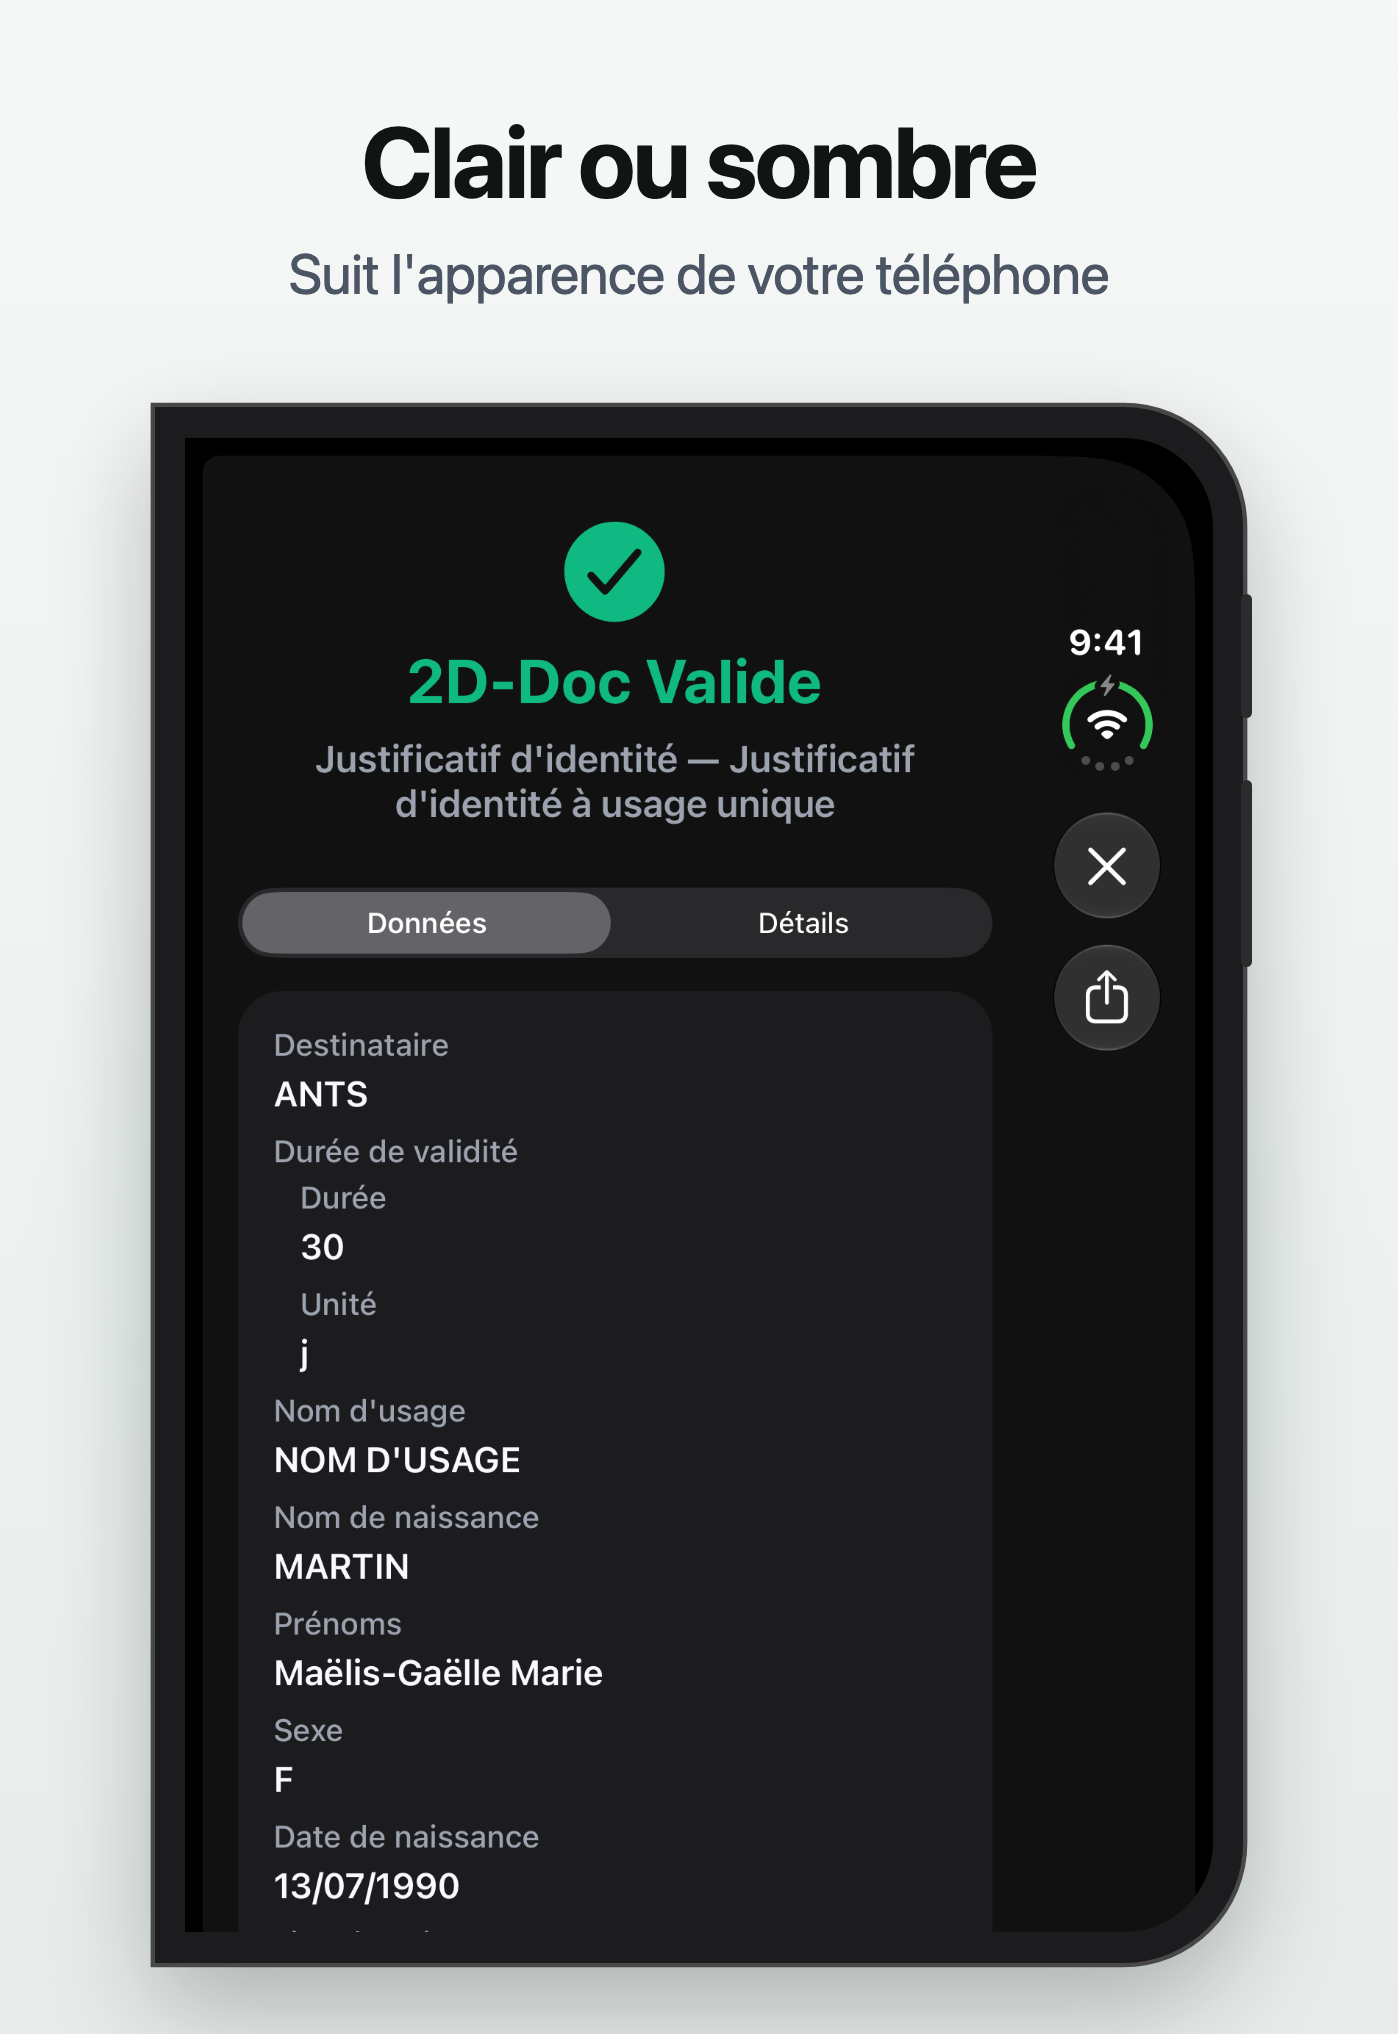 Clair ou sombre
Suit l'apparence de votre téléphone
9:41
2D-Doc Valide
Justificatif d'identité — Justificatif
d'identité à usage unique
Données
Détails
Destinataire
ANTS
Durée de validité
Durée
30
Unité
j
Nom d'usage
NOM D'USAGE
Nom de naissance
MARTIN
Prénoms
Maëlis-Gaëlle Marie
Sexe
F
Date de naissance
13/07/1990